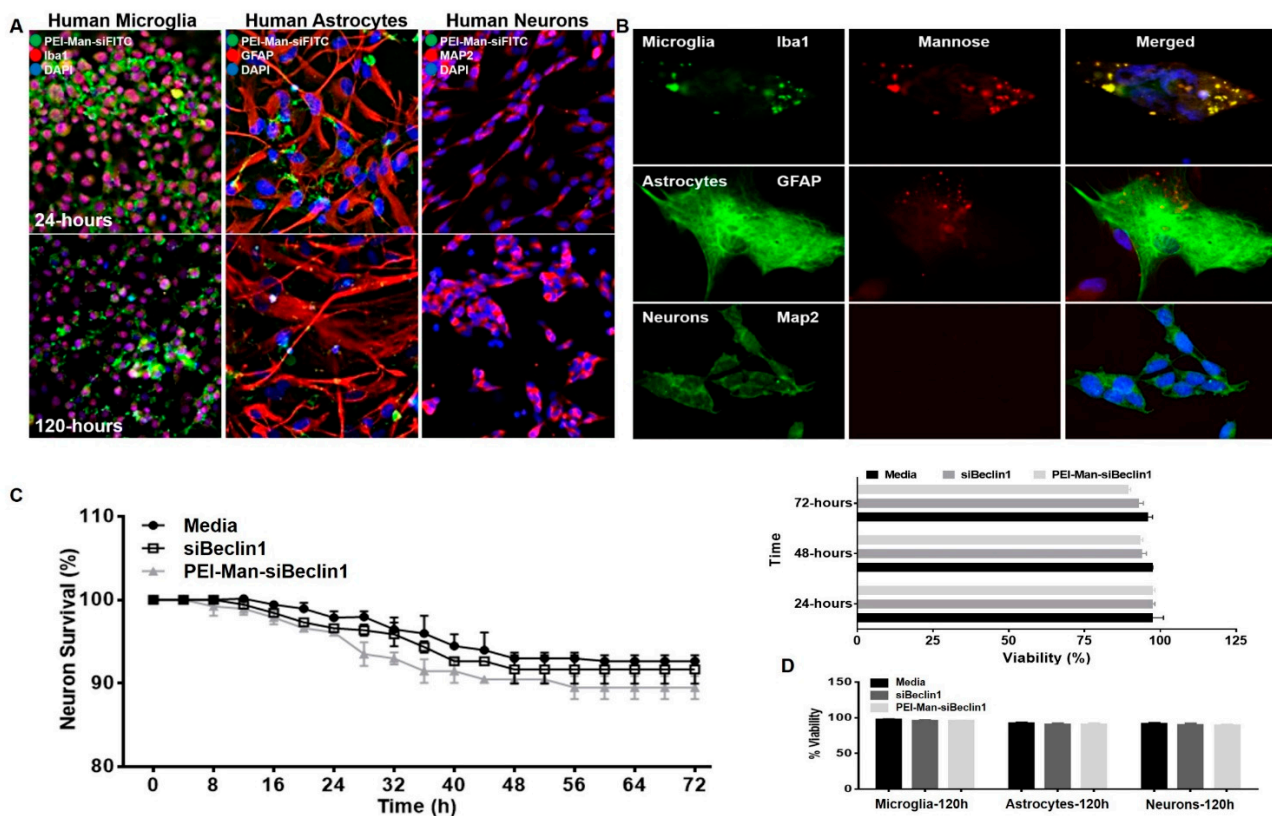 A
Human Microglia
Human Astrocytes
Human Neurons
PEI-Man-siFITC
Iba1
DAPI
PEI-Man-siFITC
GFAP
DAPI
PEI-Man-siFITC
MAP2
DAPI
24-hours
120-hours
B
Microglia Iba1
Mannose
Merged
Astrocytes GFAP
Neurons Map2
C
110
100
90
80
Neuron Survival (%)
Media
siBeclin1
PEI-Man-siBeclin1
0 8 16 24 32 40 48 56 64 72
Time (h)
Media siBeclin1 PEI-Man-siBeclin1
72-hours
48-hours
24-hours
Time
0 25 50 75 100 125
Viability (%)
D
150
100
50
0
% Viability
Media
siBeclin1
PEI-Man-siBeclin1
Microglia-120h Astrocytes-120h Neurons-120h